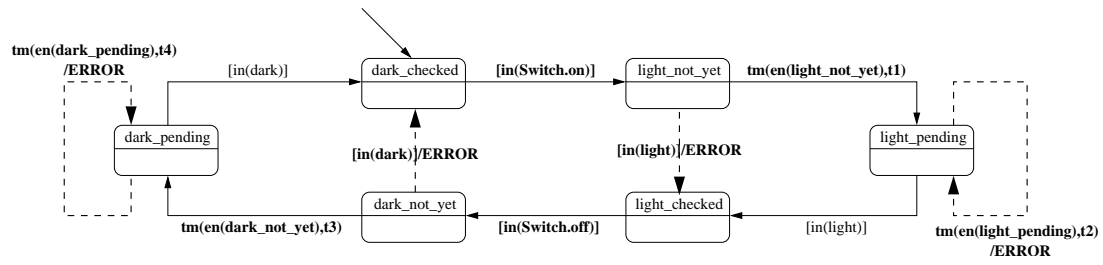 tm(en(dark_pending),t4)
/ERROR
[in(dark)]
dark_checked
[in(Switch.on)]
light_not_yet
tm(en(light_not_yet),t1)
dark_pending
light_pending
[in(dark)]/ERROR
[in(light)]/ERROR
dark_not_yet
light_checked
tm(en(dark_not_yet),t3)
[in(Switch.off)]
[in(light)]
tm(en(light_pending),t2)
/ERROR